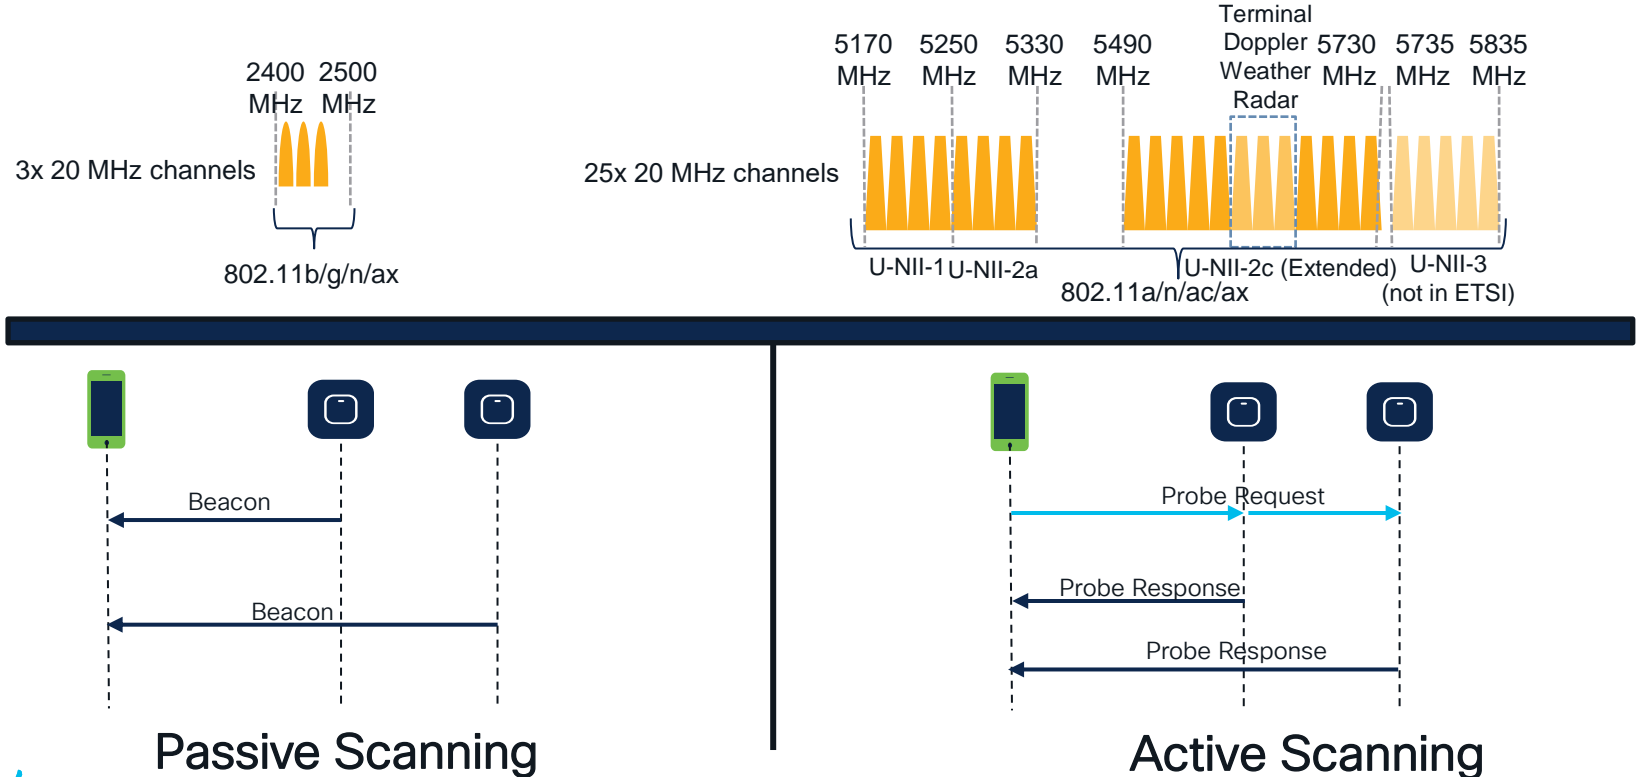 2400 2500
MHz MHz
3x 20 MHz channels
802.11b/g/n/ax
Terminal
5170 5250 5330 5490 Doppler 5730 5735 5835
MHz MHz MHz MHz Weather MHz MHz MHz
Radar
25x 20 MHz channels
U-NII-1 U-NII-2a U-NII-2c (Extended) U-NII-3
802.11a/n/ac/ax (not in ETSI)
Beacon
Beacon
Passive Scanning
Probe Request
Probe Response
Probe Response
Active Scanning